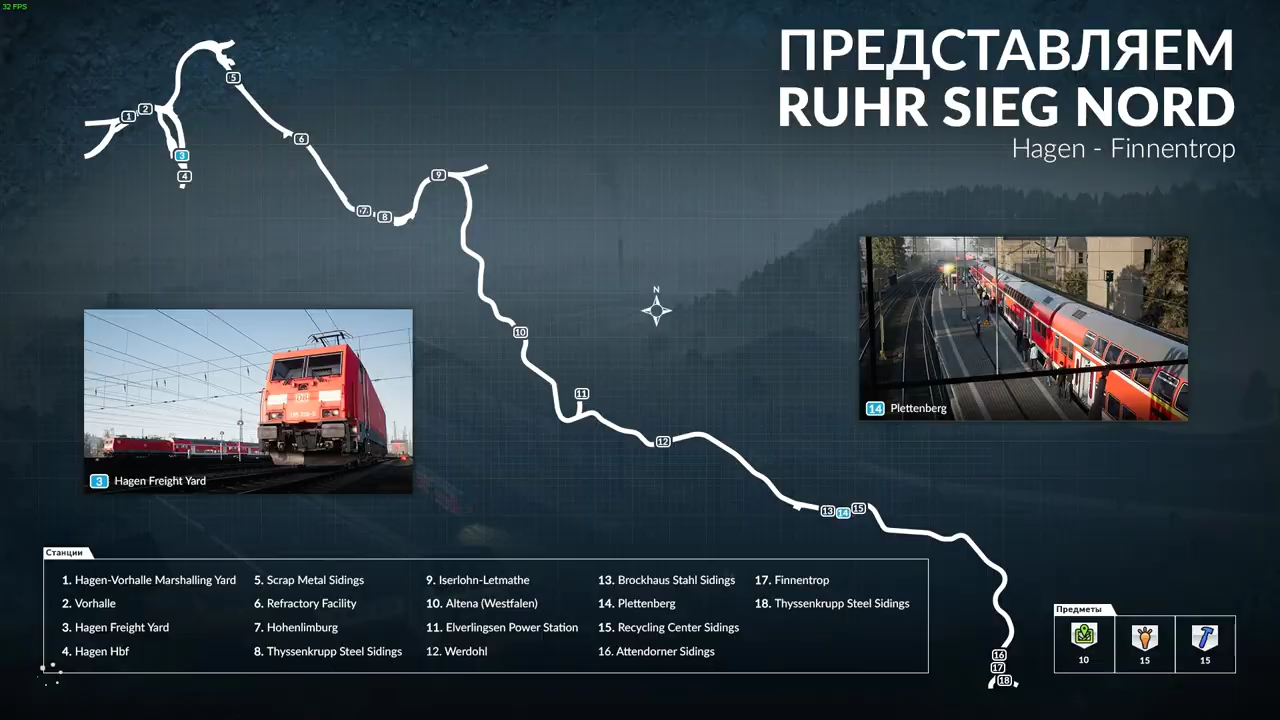 32 FPS
ПРЕДСТАВЛЯЕМ
RUHR SIEG NORD
Hagen - Finnentrop
1
2
3
4
5
6
7
8
9
10
11
12
13
14
15
16
17
18
N
DB
3 Hagen Freight Yard
14 Plettenberg
Станции
1. Hagen-Vorhalle Marshalling Yard
2. Vorhalle
3. Hagen Freight Yard
4. Hagen Hbf
5. Scrap Metal Sidings
6. Refractory Facility
7. Hohenlimburg
8. Thyssenkrupp Steel Sidings
9. Iserlohn-Letmathe
10. Altena (Westfalen)
11. Elverlingsen Power Station
12. Werdohl
13. Brockhaus Stahl Sidings
14. Plettenberg
15. Recycling Center Sidings
16. Attendorner Sidings
17. Finnentrop
18. Thyssenkrupp Steel Sidings
Предметы
10
15
15